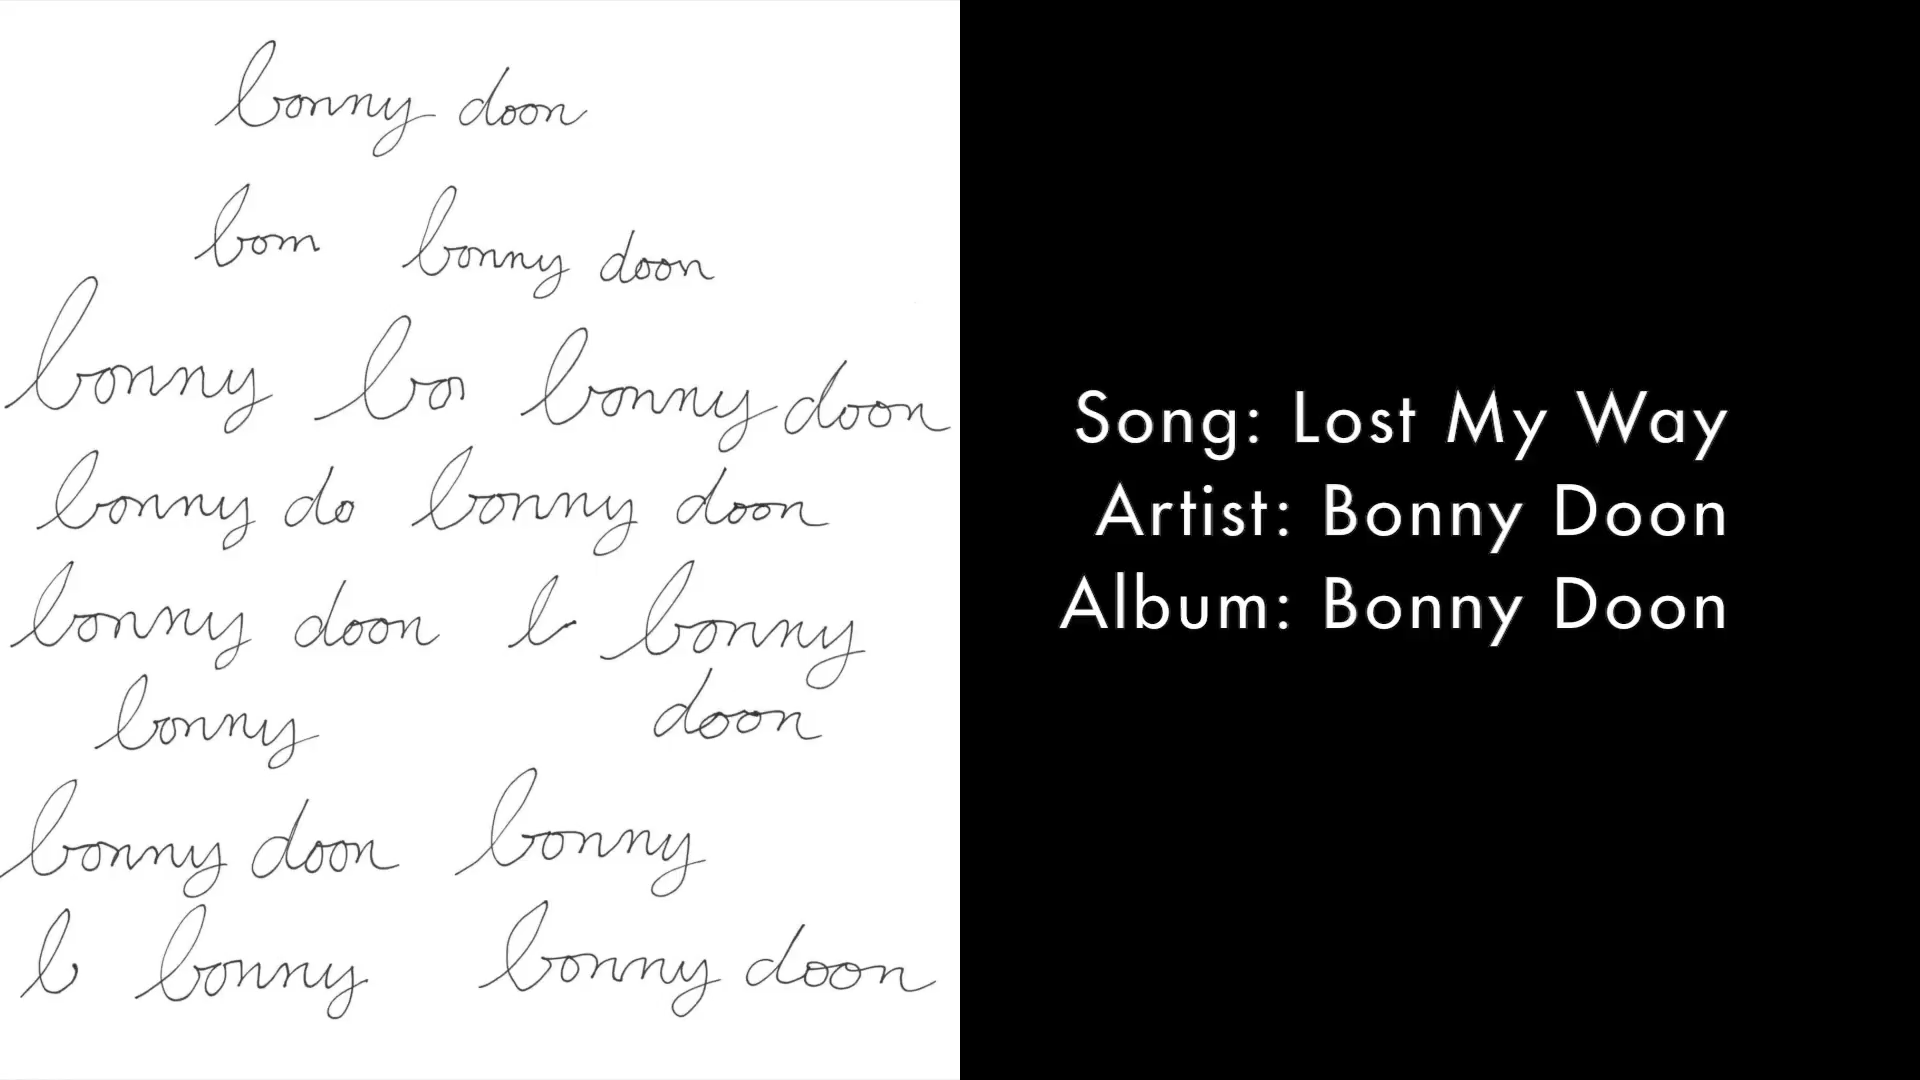 bonny doon
bom bonny doon
bonny bon bonny doon
bonny do bonny doon
bonny doon b bonny
bonny doon
bonny doon bonny
b bonny bonny doon
Song: Lost My Way
Artist: Bonny Doon
Album: Bonny Doon